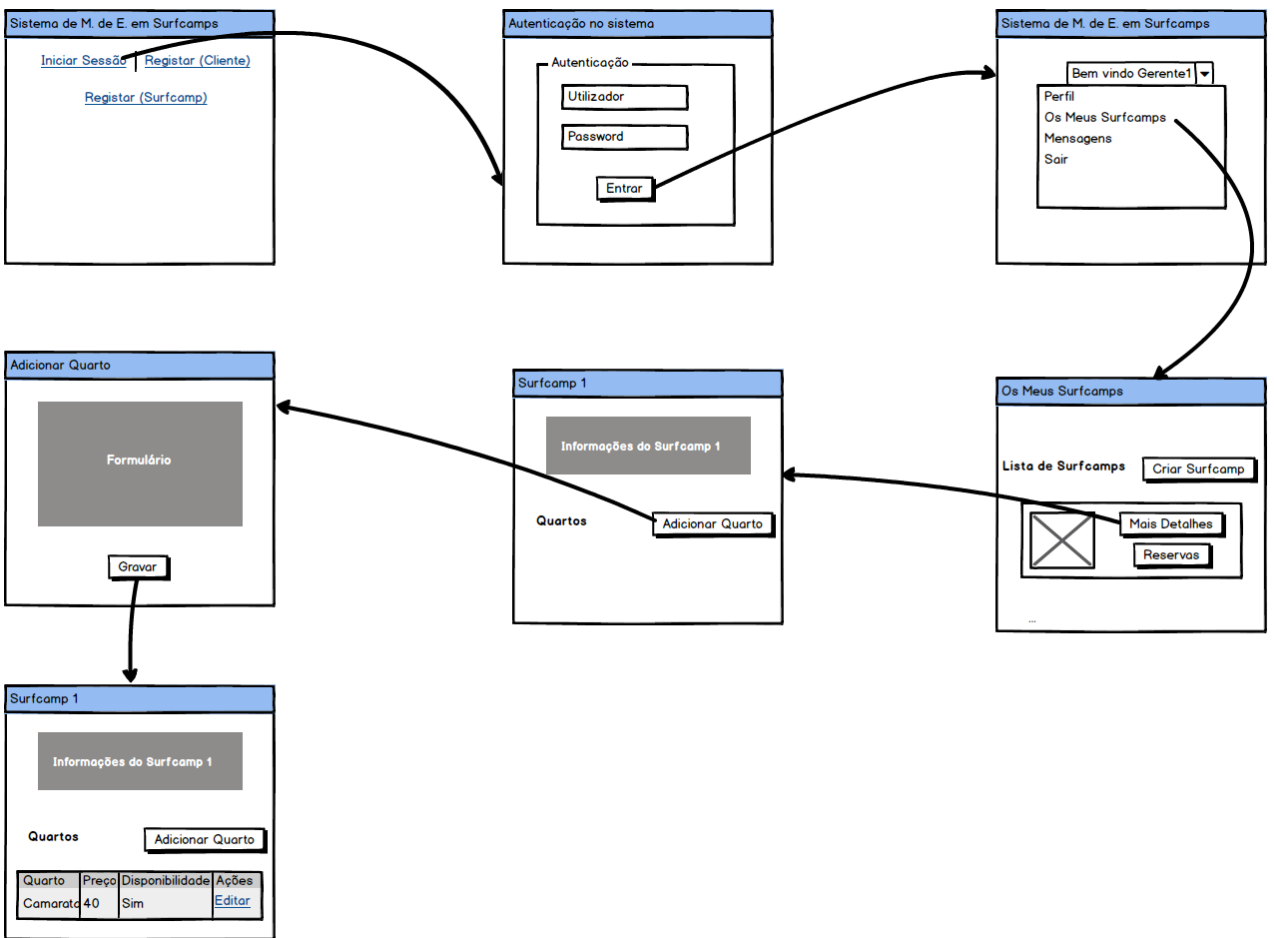 Sistema de M. de E. em Surfcamps
Iniciar Sessão
Registar (Cliente)
Registar (Surfcamp)
Autenticação no sistema
Autenticação
Utilizador
Password
Entrar
Sistema de M. de E. em Surfcamps
Bem vindo Gerente1
Perfil
Os Meus Surfcamps
Mensagens
Sair
Os Meus Surfcamps
Lista de Surfcamps
Criar Surfcamp
Mais Detalhes
Reservas
...
Surfcamp 1
Informações do Surfcamp 1
Quartos
Adicionar Quarto
Adicionar Quarto
Formulário
Gravar
Surfcamp 1
Informações do Surfcamp 1
Quartos
Adicionar Quarto
Quarto Preço Disponibilidade Ações
Camarata 40 Sim Editar